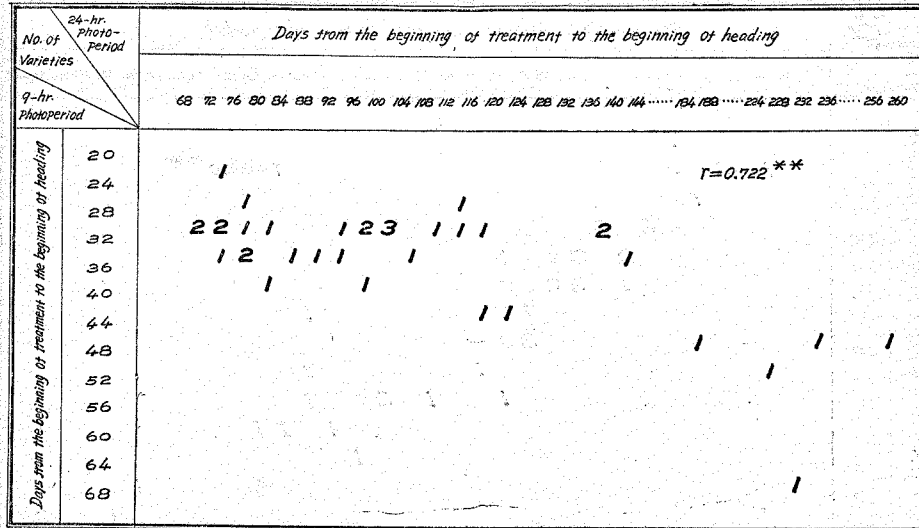 No. of Varieties
24-hr. Photo-Period
9-hr. Photoperiod
Days from the beginning of treatment to the beginning of heading
68 72 76 80 84 88 92 96 100 104 108 112 116 120 124 128 132 136 140 144 ······ 184 188 ····· 224 228 232 236 ····· 256 260
Days from the beginning of treatment to the beginning of heading
20
r=0.722**
1
24
1 1
28
2 2 1 1 1 2 3 1 1 1 2
32
1 2 1 1 1 1 1
36
1 1
40
1 1
44
1 1 1
48
1
52
56
60
64
1
68